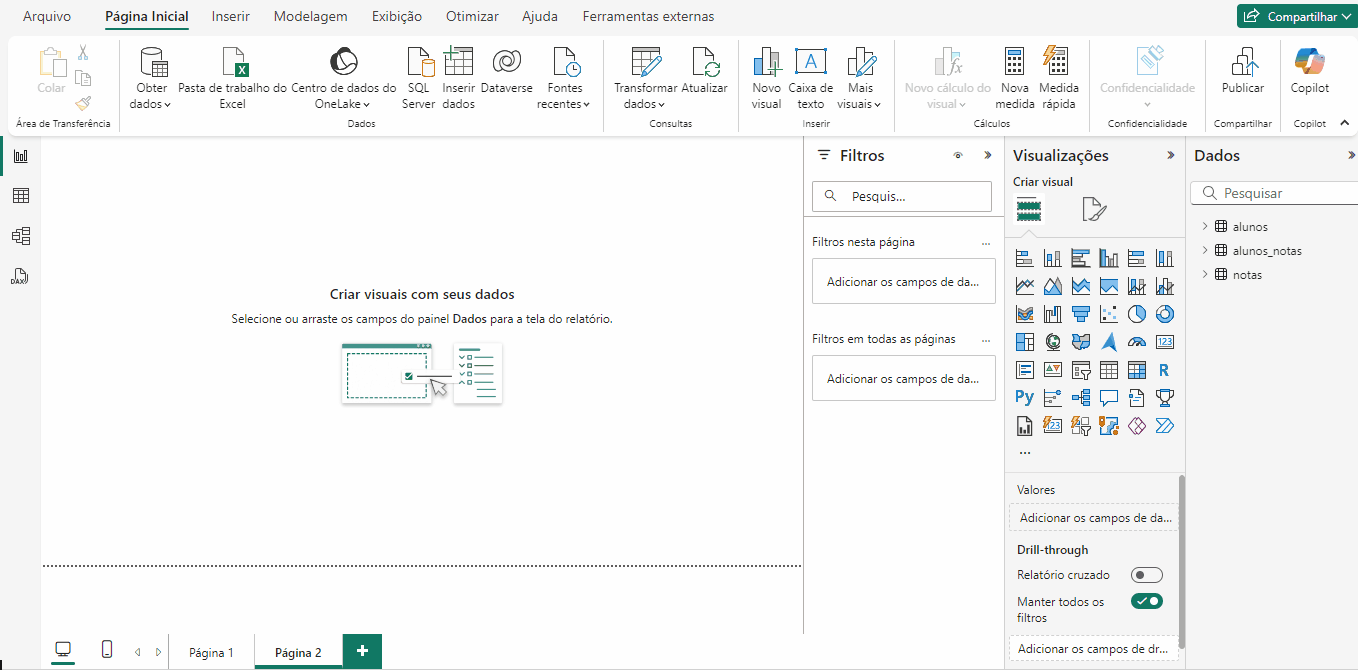 Arquivo Página Inicial Inserir Modelagem Exibição Otimizar Ajuda Ferramentas externas Compartilhar
Colar
Obter dados
Pasta de trabalho do Excel
Centro de dados do OneLake
SQL Server
Inserir dados
Dataverse
Fontes recentes
Transformar dados
Atualizar
Novo visual
Caixa de texto
Mais visuais
Novo cálculo do visual
Nova medida
Medida rápida
Confidencialidade
Publicar
Copilot
Área de Transferência Dados Consultas Inserir Cálculos Confidencialidade Compartilhar Copilot
DAX
Criar visuais com seus dados
Selecione ou arraste os campos do painel Dados para a tela do relatório.
Filtros
Pesquis...
Filtros nesta página ...
Adicionar os campos de da...
Filtros em todas as páginas ...
Adicionar os campos de da...
Visualizações
Criar visual
123
R
Py
123
...
Valores
Adicionar os campos de da...
Drill-through
Relatório cruzado
Manter todos os
filtros
Adicionar os campos de dr...
Dados
Pesquisar
alunos
alunos_notas
notas
Página 1 Página 2 +